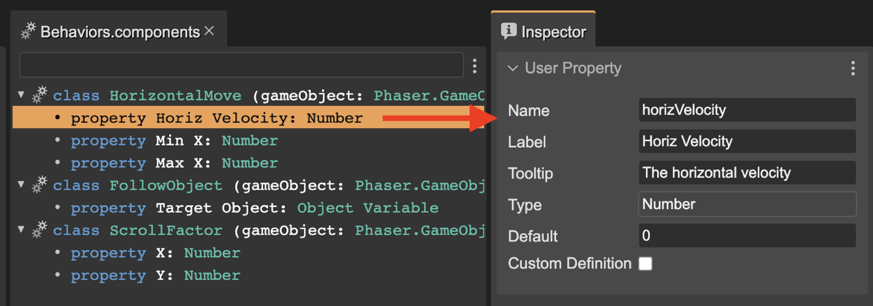 Behaviors.components
class HorizontalMove (gameObject: Phaser.GameO
property Horiz Velocity: Number
property Min X: Number
property Max X: Number
class FollowObject (gameObject: Phaser.GameObj
property Target Object: Object Variable
class ScrollFactor (gameObject: Phaser.GameObj
property X: Number
property Y: Number
Inspector
User Property
Name horizVelocity
Label Horiz Velocity
Tooltip The horizontal velocity
Type Number
Default 0
Custom Definition